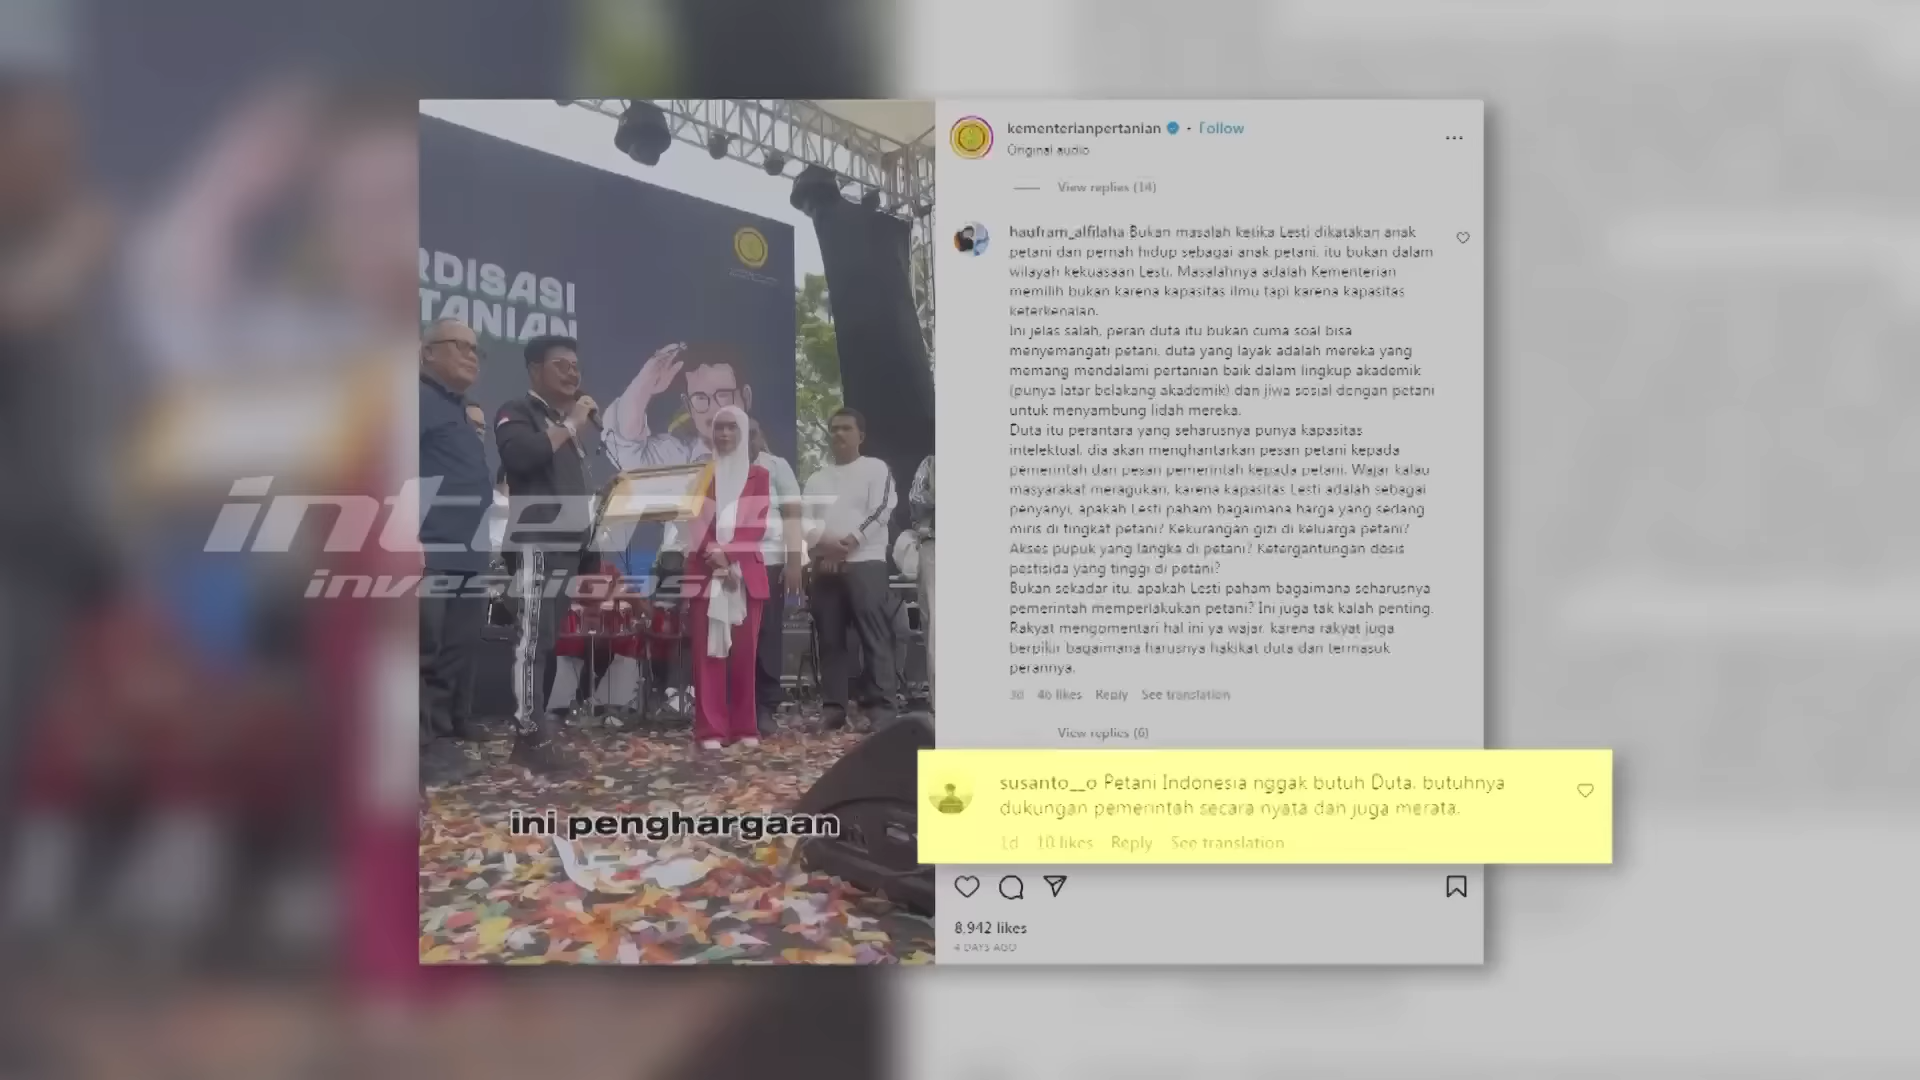 RDISASI
TANIAN
ini penghargaan
intens
investigasi
kementerianpertanian • Follow
Original audio
View replies (14)
haufram_alfilaha Bukan masalah ketika Lesti dikatakan anak
petani dan pernah hidup sebagai anak petani, itu bukan dalam
wilayah kekuasaan Lesti. Masalahnya adalah Kementerian
memilih bukan karena kapasitas ilmu tapi karena kapasitas
keterkenalan.
Ini jelas salah, peran duta itu bukan cuma soal bisa
menyemangati petani, duta yang layak adalah mereka yang
memang mendalami pertanian baik dalam lingkup akademik
(punya latar belakang akademik) dan jiwa sosial dengan petani
untuk menyambung lidah mereka.
Duta itu perantara yang seharusnya punya kapasitas
intelektual, dia akan menghantarkan pesan petani kepada
pemerintah dan pesan pemerintah kepada petani. Wajar kalau
masyarakat meragukan, karena kapasitas Lesti adalah sebagai
penyanyi, apakah Lesti paham bagaimana harga yang sedang
miris di tingkat petani? Kekurangan gizi di keluarga petani?
Akses pupuk yang langka di petani? Ketergantungan dosis
pestisida yang tinggi di petani?
Bukan sekadar itu, apakah Lesti paham bagaimana seharusnya
pemerintah memperlakukan petani? Ini juga tak kalah penting.
Rakyat mengomentari hal ini ya wajar, karena rakyat juga
berpikir bagaimana harusnya hakikat duta dan termasuk
perannya.
3d 46 likes Reply See translation
View replies (6)
susanto__o Petani Indonesia nggak butuh Duta, butuhnya
dukungan pemerintah secara nyata dan juga merata.
1d 10 likes Reply See translation
8,942 likes
4 DAYS AGO